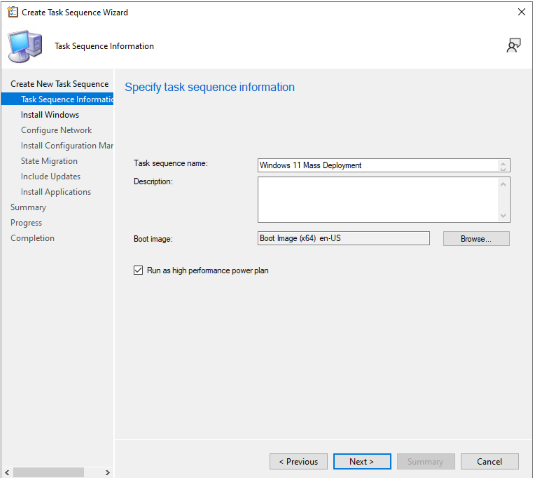 Create Task Sequence Wizard
Task Sequence Information
Create New Task Sequence
Task Sequence Informatic
Install Windows
Configure Network
Install Configuration Mar
State Migration
Include Updates
Install Applications
Summary
Progress
Completion
Specify task sequence information
Task sequence name: Windows 11 Mass Deployment
Description:
Boot image: Boot Image (x64) en-US Browse...
Run as high performance power plan
< Previous Next > Summary Cancel